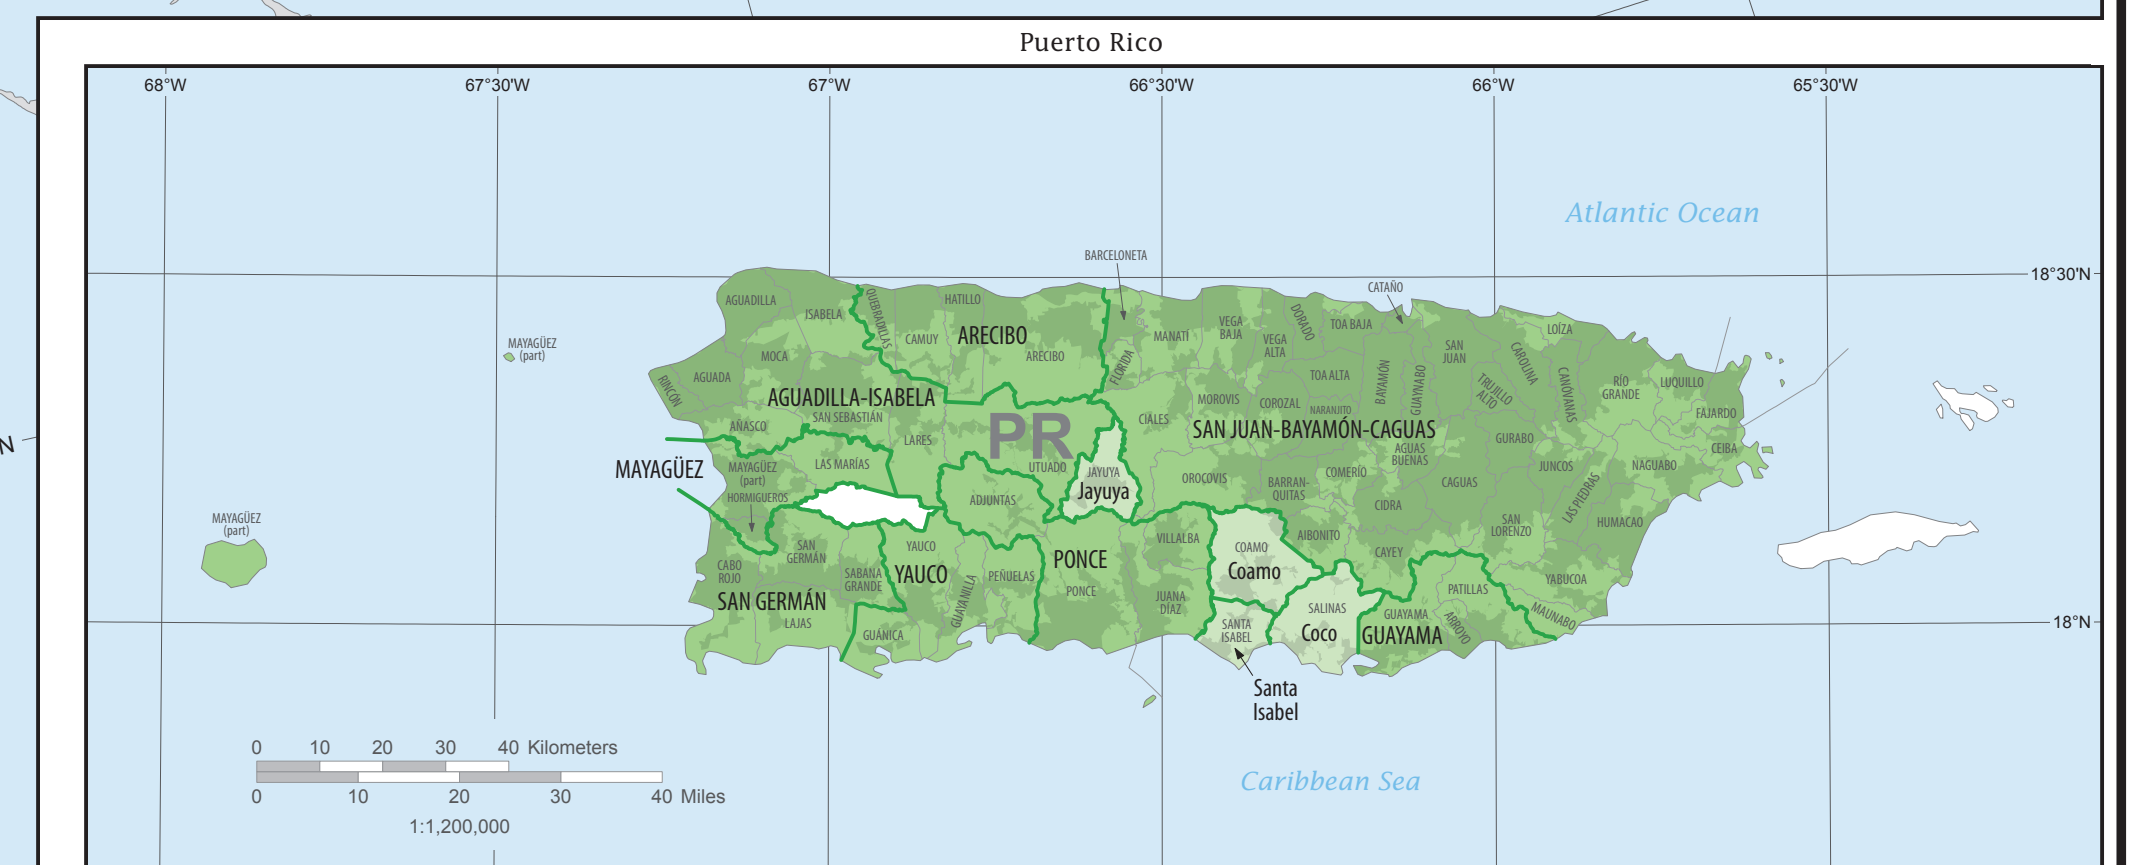 Puerto Rico
68°W
67°30'W
67°W
66°30'W
66°W
65°30'W
Atlantic Ocean
BARCELONETA
18°30'N
CATAÑO
AGUADILLA
ISABELA
QUEBRADILLAS
HATILLO
CAMUY
ARECIBO
ARECIBO
MANATÍ
VEGA
BAJA
VEGA
ALTA
DORADO
TOA BAJA
SAN
JUAN
CAROLINA
LOÍZA
MAYAGÜEZ
(part)
MOCA
AGUADA
RINCÓN
FLORIDA
TOA ALTA
BAYAMÓN
GUAYNABO
TRUJILLO
ALTO
CANÓVANAS
RÍO
GRANDE
LUQUILLO
FAJARDO
AGUADILLA-ISABELA
SAN SEBASTIÁN
AÑASCO
LARES
PR
UTUADO
CIALES
MOROVIS
COROZAL
NARANJITO
SAN JUAN-BAYAMÓN-CAGUAS
AGUAS
BUENAS
GURABO
CEIBA
N
MAYAGÜEZ
MAYAGÜEZ
(part)
LAS MARÍAS
HORMIGUEROS
ADJUNTAS
JAYUYA
Jayuya
OROCOVIS
BARRAN-
QUITAS
COMERÍO
CIDRA
CAGUAS
JUNCOS
LAS PIEDRAS
NAGUABO
HUMACAO
SAN
LORENZO
MAYAGÜEZ
(part)
CABO
ROJO
SAN
GERMÁN
SABANA
GRANDE
YAUCO
YAUCO
GUAYANILLA
PEÑUELAS
PONCE
PONCE
VILLALBA
JUANA
DÍAZ
COAMO
Coamo
AIBONITO
CAYEY
SAN GERMÁN
LAJAS
GUÁNICA
SANTA
ISABEL
SALINAS
Coco
GUAYAMA
GUAYAMA
ARROYO
PATILLAS
YABUCOA
MAUNABO
18°N
Santa
Isabel
0 10 20 30 40 Kilometers
0 10 20 30 40 Miles
1:1,200,000
Caribbean Sea